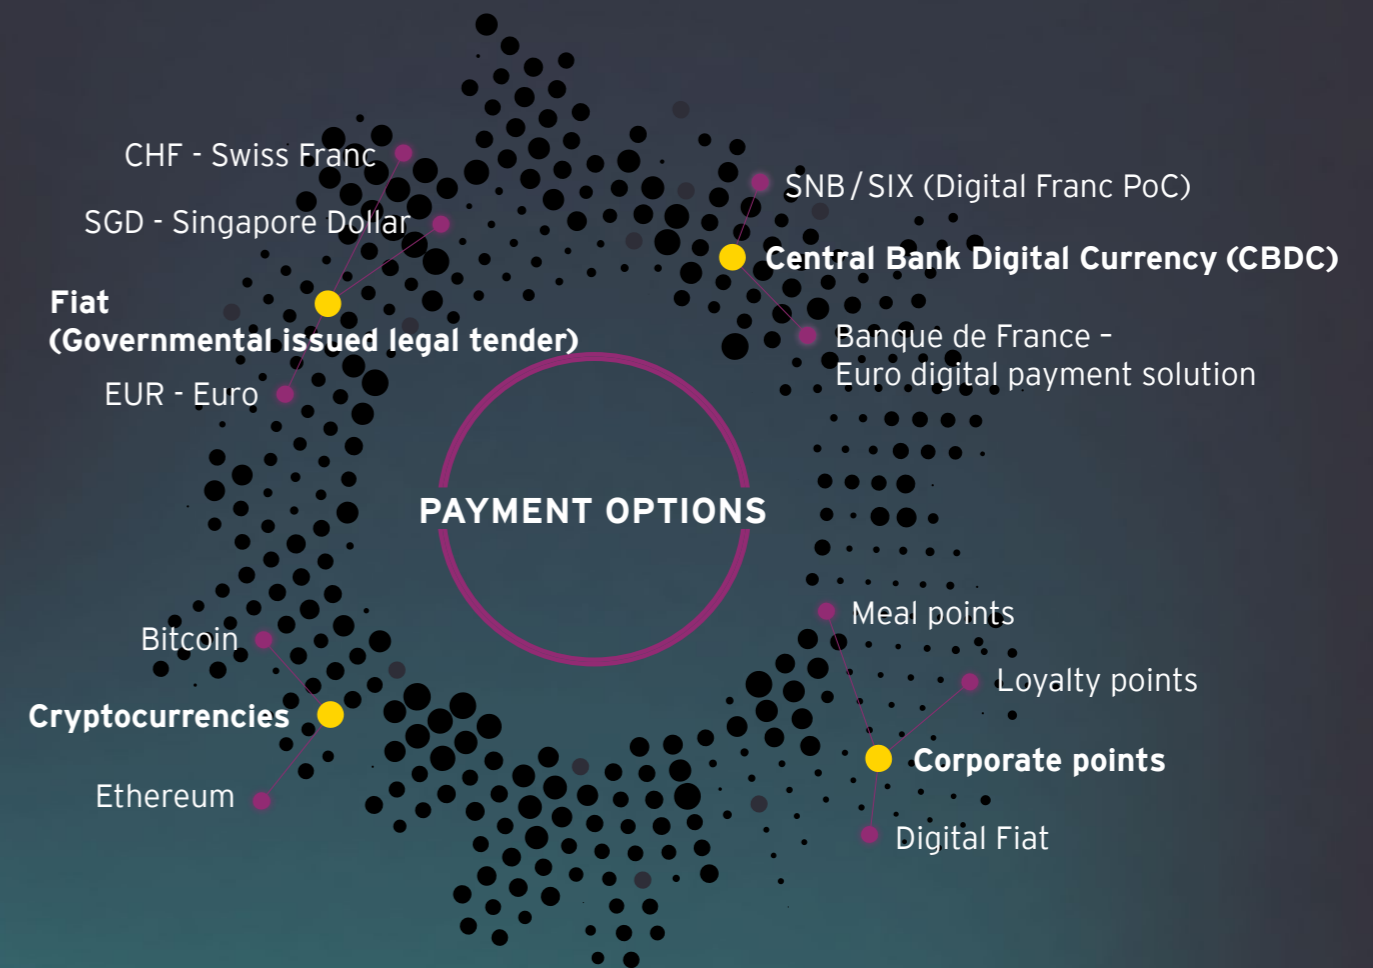 CHF - Swiss Franc
SGD - Singapore Dollar
Fiat
(Governmental issued legal tender)
EUR - Euro
SNB / SIX (Digital Franc PoC)
Central Bank Digital Currency (CBDC)
Banque de France –
Euro digital payment solution
PAYMENT OPTIONS
Bitcoin
Cryptocurrencies
Ethereum
Meal points
Loyalty points
Corporate points
Digital Fiat